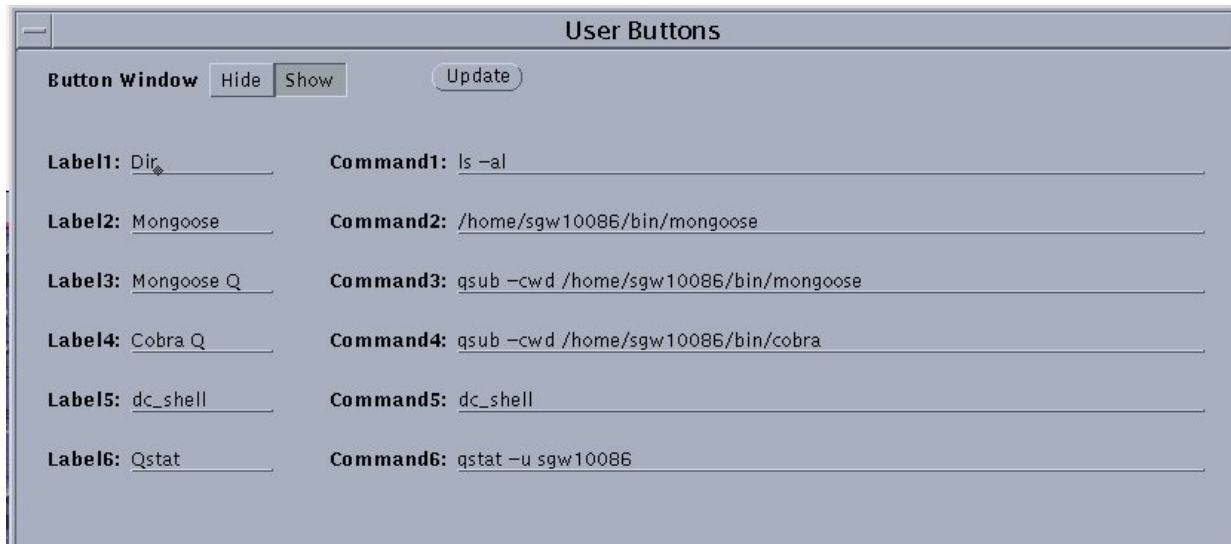 User Buttons
Button Window Hide Show Update
Label1: Dir Command1: ls -al
Label2: Mongoose Command2: /home/sgw10086/bin/mongoose
Label3: Mongoose Q Command3: qsub -cwd /home/sgw10086/bin/mongoose
Label4: Cobra Q Command4: qsub -cwd /home/sgw10086/bin/cobra
Label5: dc_shell Command5: dc_shell
Label6: Qstat Command6: qstat -u sgw10086